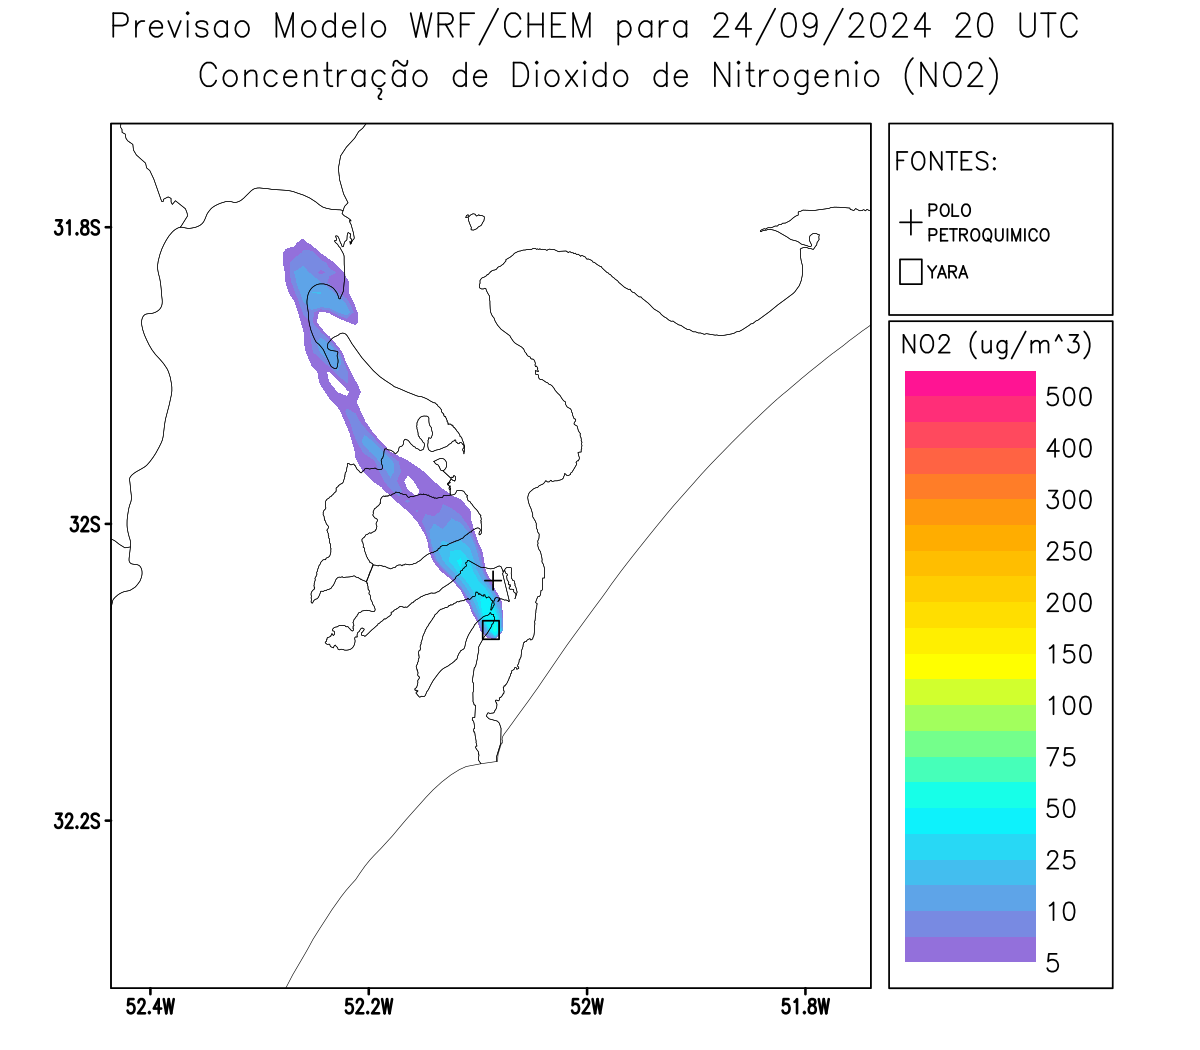 Previsao Modelo WRF/CHEM para 24/09/2024 20 UTC
Concentração de Dioxido de Nitrogenio (NO2)
FONTES:
POLO
PETROQUIMICO
YARA
31.8S
32S
32.2S
52.4W
52.2W
52W
51.8W
NO2 (ug/m^3)
500
400
300
250
200
150
100
75
50
25
10
5